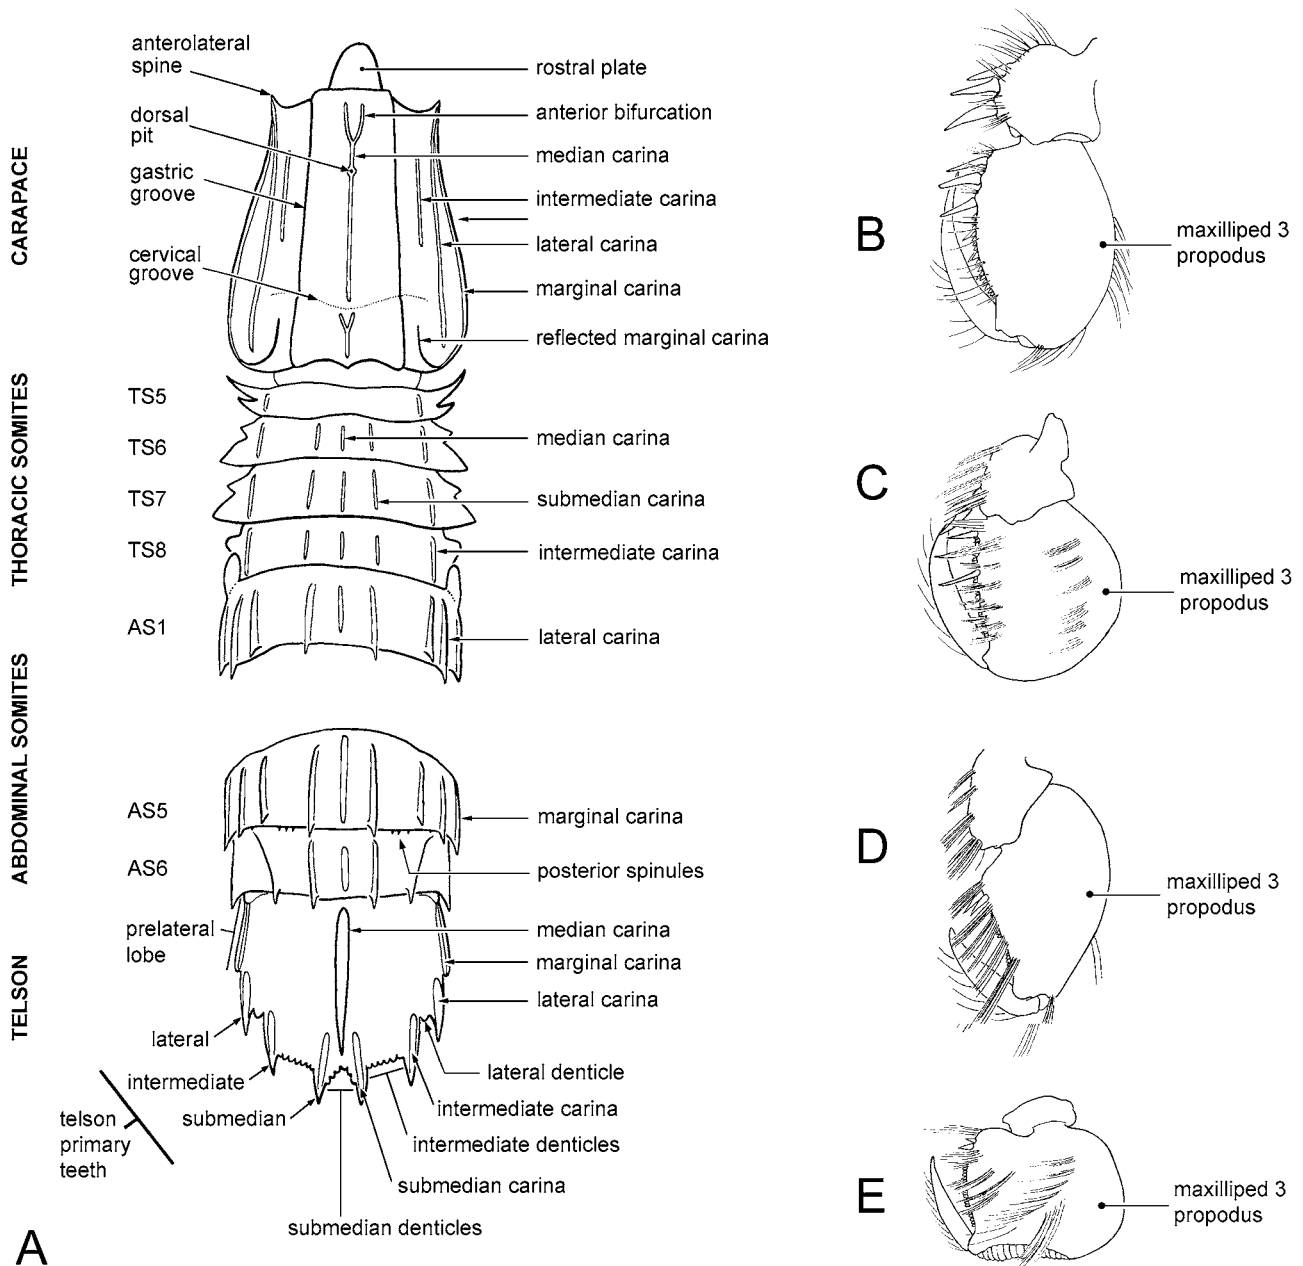 CARAPACE
THORACIC SOMITES
ABDOMINAL SOMITES
TELSON
anterolateral
spine
dorsal
pit
gastric
groove
cervical
groove
rostral plate
anterior bifurcation
median carina
intermediate carina
lateral carina
marginal carina
reflected marginal carina
TS5
TS6
TS7
TS8
AS1
median carina
submedian carina
intermediate carina
lateral carina
AS5
AS6
prelateral
lobe
marginal carina
posterior spinules
median carina
marginal carina
lateral carina
lateral
intermediate
submedian
telson
primary
teeth
lateral denticle
intermediate carina
intermediate denticles
submedian carina
submedian denticles
A
B
maxilliped 3
propodus
C
maxilliped 3
propodus
D
maxilliped 3
propodus
E
maxilliped 3
propodus